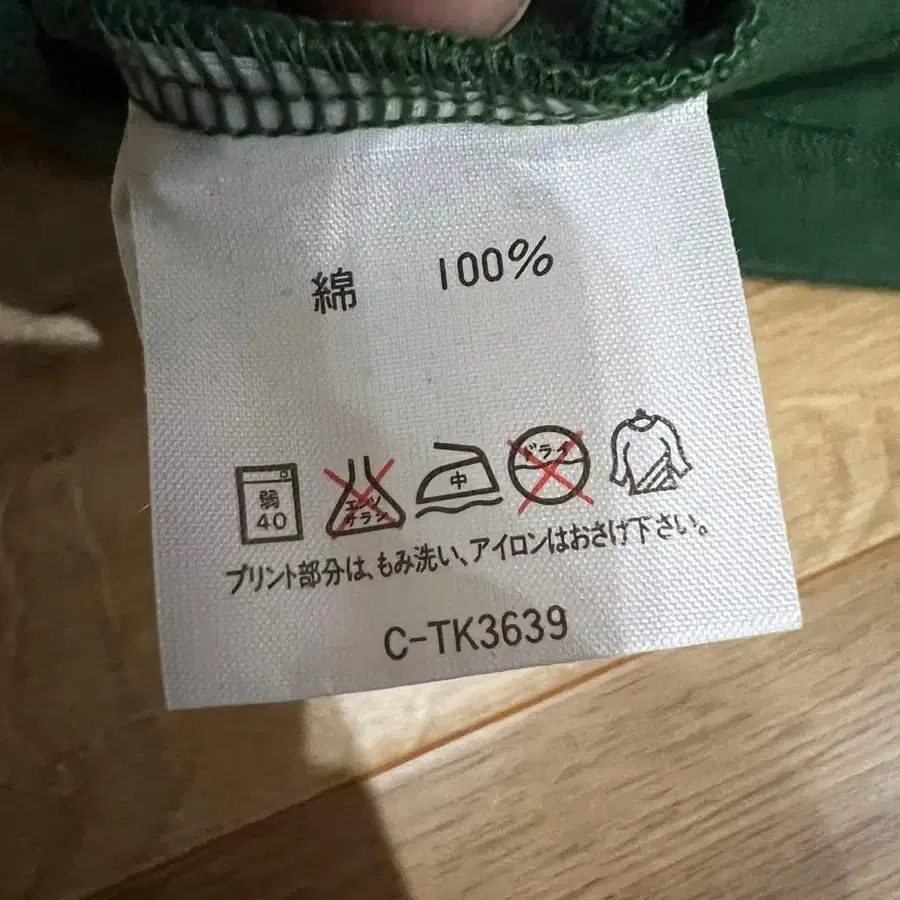 綿 100%
弱 40 エンソ サラシ 中 ドライ
プリント部分は、もみ洗い、アイロンはおさけ下さい。
C-TK3639